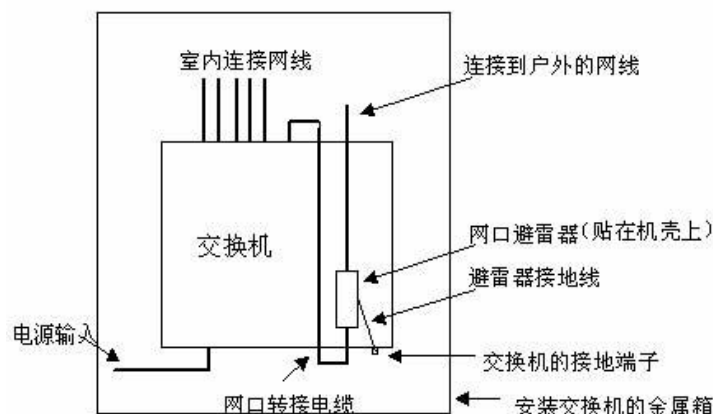 室内连接网线
连接到户外的网线
交换机
网口避雷器(贴在机壳上)
避雷器接地线
电源输入
交换机的接地端子
网口转接电缆
安装交换机的金属箱